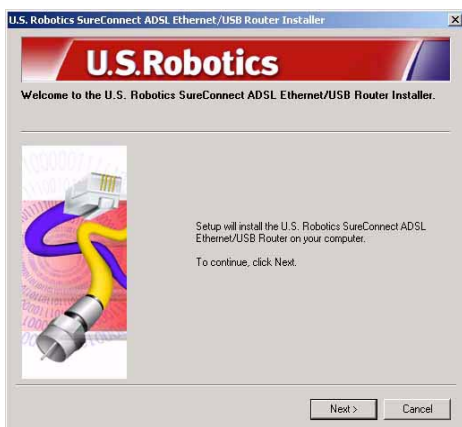 U.S. Robotics SureConnect ADSL Ethernet/USB Router Installer
U.S.Robotics
Welcome to the U.S. Robotics SureConnect ADSL Ethernet/USB Router Installer.
Setup will install the U.S. Robotics SureConnect ADSL
Ethernet/USB Router on your computer.
To continue, click Next.
Next >
Cancel